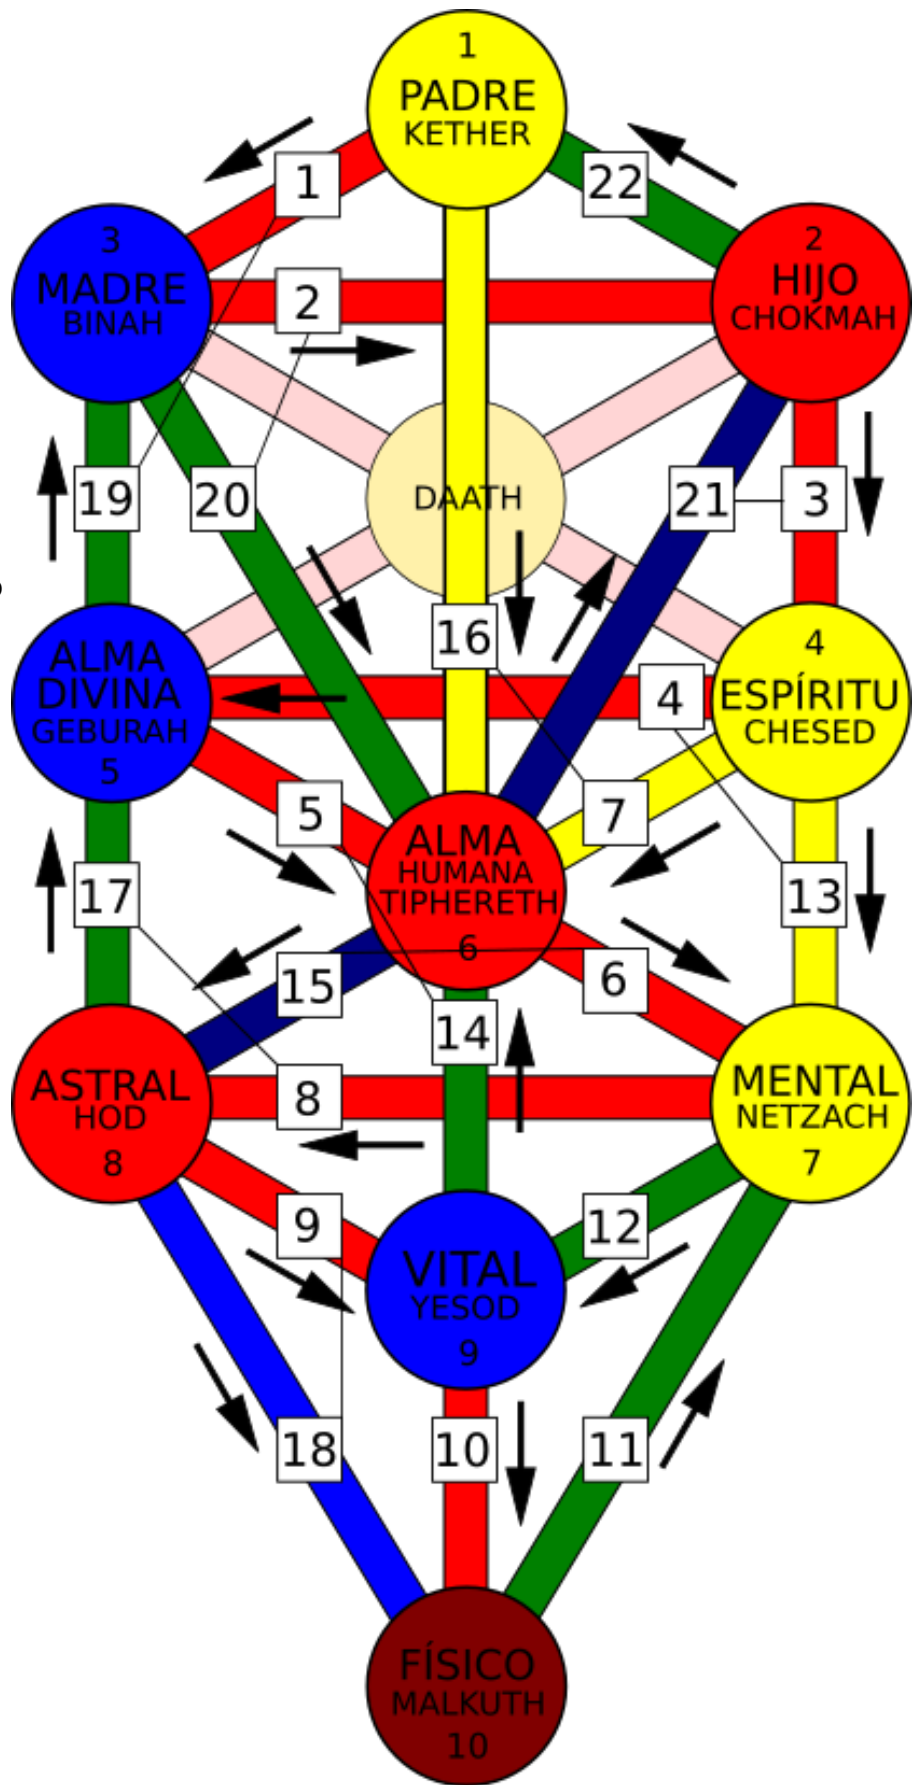 1
PADRE
KETHER
1
22
3
MADRE
BINAH
2
HIJO
CHOKMAH
2
DAATH
19
20
21
3
16
ALMA
DIVINA
GEBURAH
5
4
4
ESPÍRITU
CHESED
5
7
ALMA
HUMANA
TIPHERETH
6
17
13
15
6
14
ASTRAL
HOD
8
8
MENTAL
NETZACH
7
9
12
VITAL
YESOD
9
18
10
11
FÍSICO
MALKUTH
10